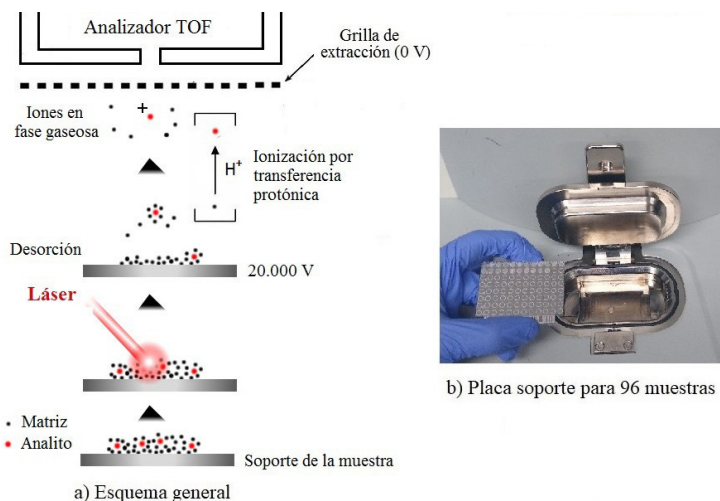 Analizador TOF
Grilla de
extracción (0 V)
Iones en
fase gaseosa
+
H⁺
Ionización por
transferencia
protónica
Desorción
20.000 V
Láser
Matriz
Analito
Soporte de la muestra
a) Esquema general
b) Placa soporte para 96 muestras